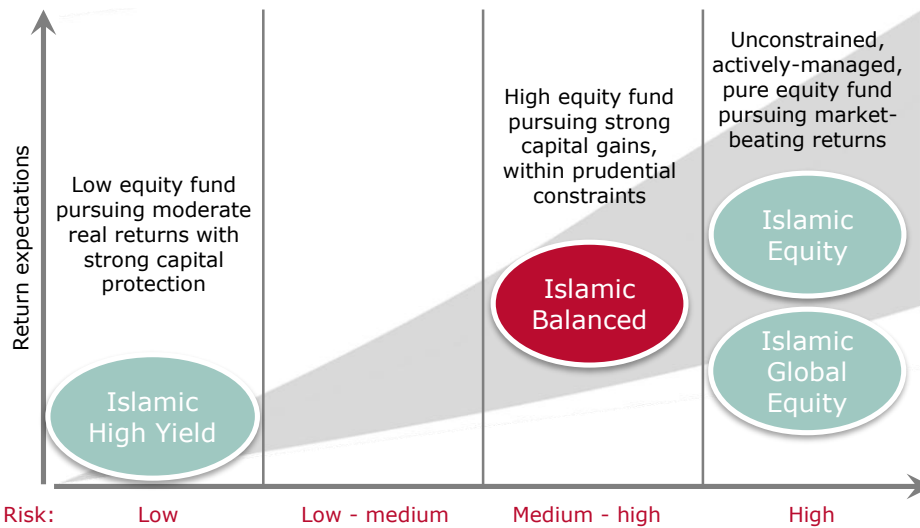 Return expectations
Low equity fund
pursuing moderate
real returns with
strong capital
protection
High equity fund
pursuing strong
capital gains,
within prudential
constraints
Unconstrained,
actively-managed,
pure equity fund
pursuing market-
beating returns
Islamic
High Yield
Islamic
Balanced
Islamic
Equity
Islamic
Global
Equity
Risk: Low Low - medium Medium - high High